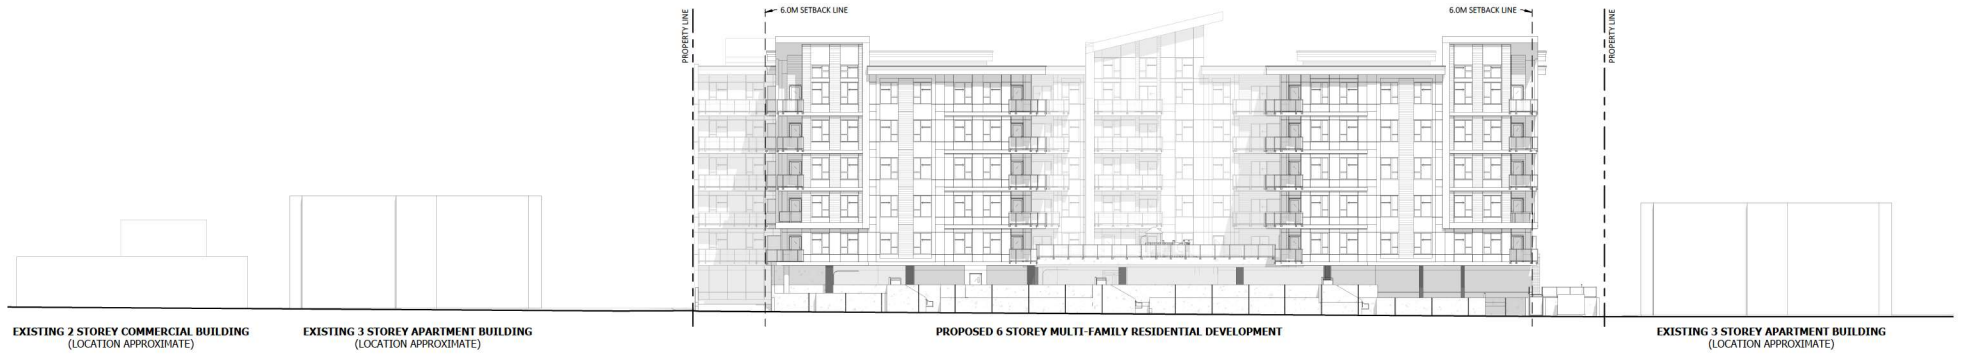 PROPERTY LINE
6.0M SETBACK LINE
6.0M SETBACK LINE
PROPERTY LINE
EXISTING 2 STOREY COMMERCIAL BUILDING
(LOCATION APPROXIMATE)
EXISTING 3 STOREY APARTMENT BUILDING
(LOCATION APPROXIMATE)
PROPOSED 6 STOREY MULTI-FAMILY RESIDENTIAL DEVELOPMENT
EXISTING 3 STOREY APARTMENT BUILDING
(LOCATION APPROXIMATE)